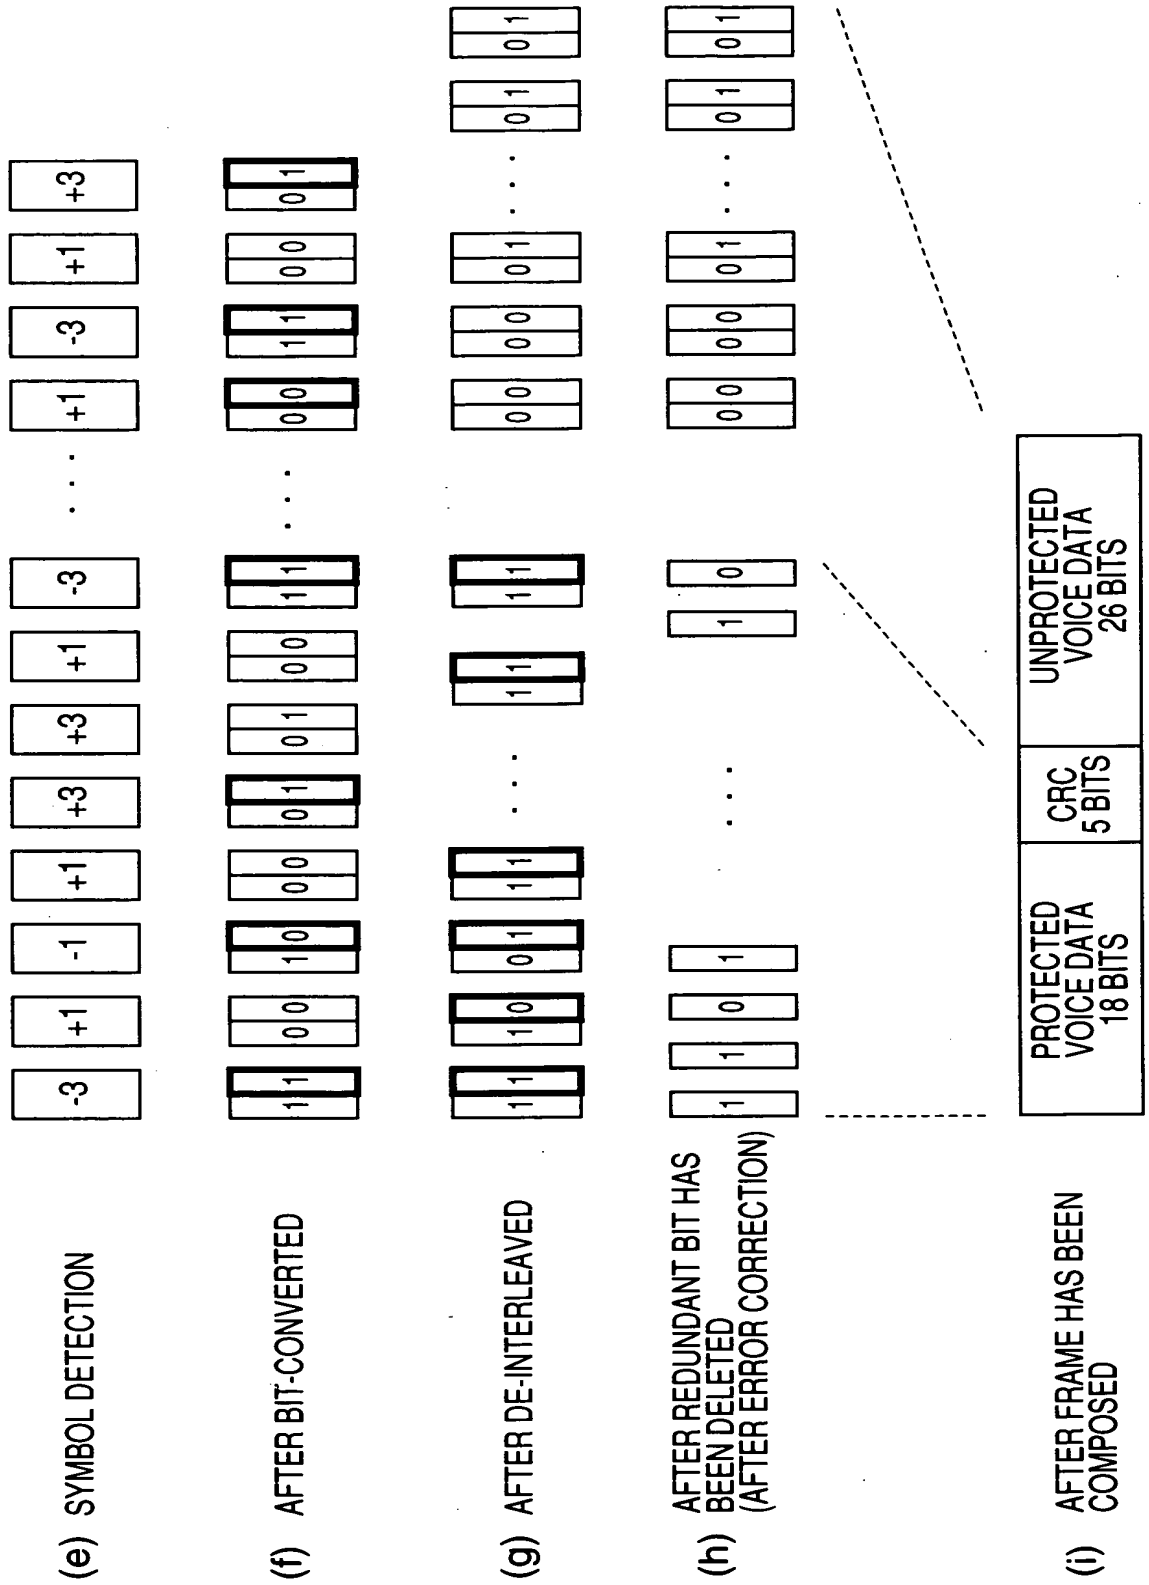 (e) SYMBOL DETECTION -3 +1 -1 +1 +3 +3 +1 -3 ... +1 -3 +1 +3
(f) AFTER BIT-CONVERTED 1 1 0 0 1 0 0 0 0 1 0 1 0 0 1 1 ... 0 0 1 1 0 0 0 1
(g) AFTER DE-INTERLEAVED 1 1 1 0 0 1 1 1 ... 1 1 1 1 0 0 0 0 0 1 ... 0 1 0 1
(h) AFTER REDUNDANT BIT HAS
BEEN DELETED
(AFTER ERROR CORRECTION) 1 1 0 1 ... 1 0 0 0 0 0 0 1 ... 0 1 0 1
(i) AFTER FRAME HAS BEEN
COMPOSED
PROTECTED
VOICE DATA
18 BITS
CRC
5 BITS
UNPROTECTED
VOICE DATA
26 BITS